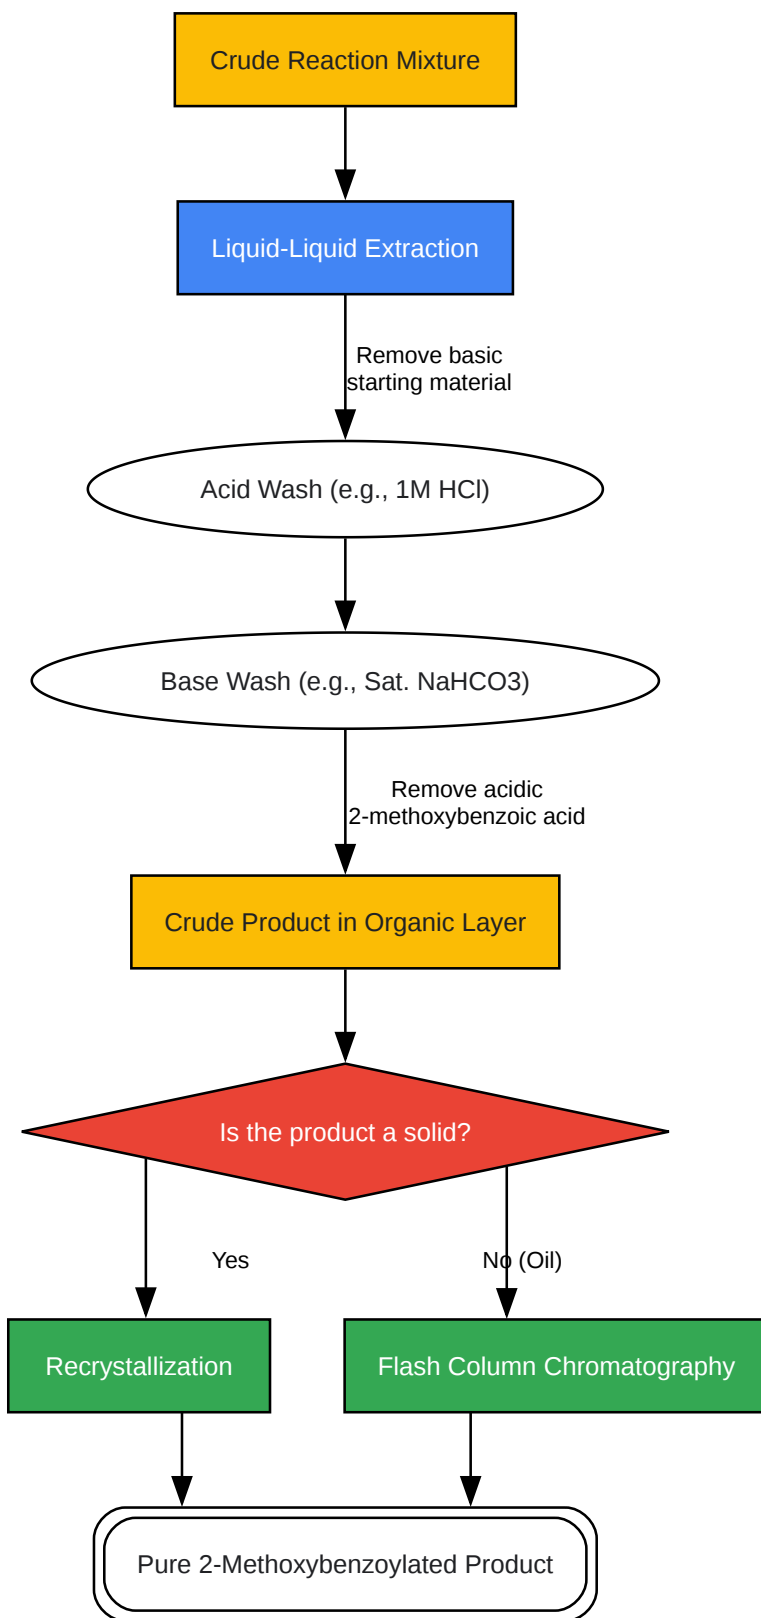 Crude Reaction Mixture
Liquid-Liquid Extraction
Remove basic
starting material
Acid Wash (e.g., 1M HCl)
Base Wash (e.g., Sat. NaHCO3)
Remove acidic
2-methoxybenzoic acid
Crude Product in Organic Layer
Is the product a solid?
Yes
No (Oil)
Recrystallization
Flash Column Chromatography
Pure 2-Methoxybenzoylated Product